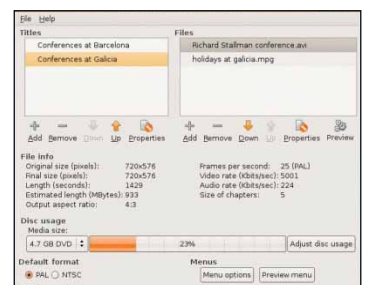 File Help
Titles Files
Conferences at Barcelona
Conferences at Galicia
Richard Stallman conference.avi
holidays at galicia.mpg
Add Remove Down Up Properties Add Remove Down Up Properties Preview
File info
Original size (pixels): 720x576 Frames per second: 25 (PAL)
Final size (pixels): 720x576 Video rate (Kbits/sec): 5001
Length (seconds): 1429 Audio rate (Kbits/sec): 224
Estimated length (MBytes): 933 Size of chapters: 5
Output aspect ratio: 4:3
Disc usage
Media size:
4.7 GB DVD 23% Adjust disc usage
Default format Menus
PAL NTSC Menu options Preview menu